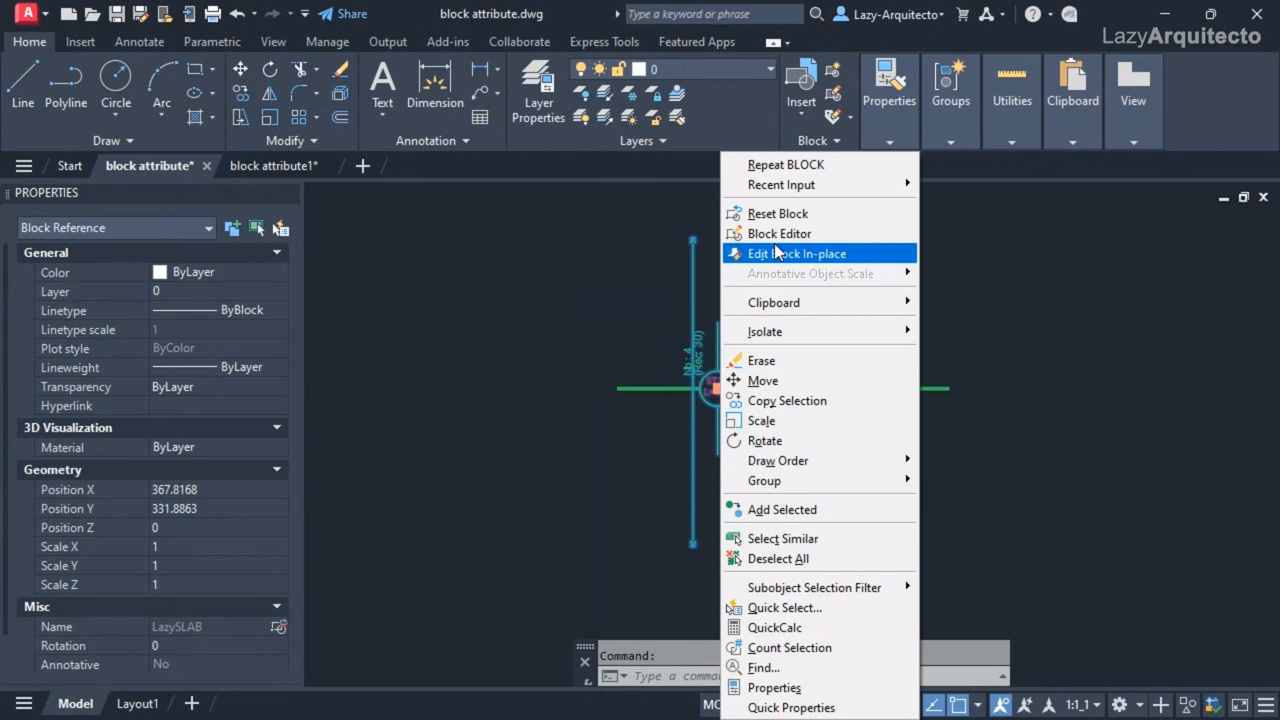 A
Share
block attribute.dwg
Type a keyword or phrase
Lazy-Arquitecto
LazyArquitecto
Home
Insert
Annotate
Parametric
View
Manage
Output
Add-ins
Collaborate
Express Tools
Featured Apps
Line
Polyline
Circle
Arc
Draw
Modify
Text
Dimension
Annotation
Layer
Properties
0
Layers
Insert
Block
Properties
Groups
Utilities
Clipboard
View
Start
block attribute*
block attribute1*
PROPERTIES
Block Reference
General
Color ByLayer
Layer 0
Linetype ByBlock
Linetype scale 1
Plot style ByColor
Lineweight ByLayer
Transparency ByLayer
Hyperlink
3D Visualization
Material ByLayer
Geometry
Position X 367.8168
Position Y 331.8863
Position Z 0
Scale X 1
Scale Y 1
Scale Z 1
Misc
Name LazySLAB
Rotation 0
Annotative No
(Rec 30)
Repeat BLOCK
Recent Input
Reset Block
Block Editor
Edit Block In-place
Annotative Object Scale
Clipboard
Isolate
Erase
Move
Copy Selection
Scale
Rotate
Draw Order
Group
Add Selected
Select Similar
Deselect All
Subobject Selection Filter
Quick Select...
QuickCalc
Count Selection
Find...
Properties
Quick Properties
Command:
Type a comma
Model
Layout1
MO
1:1_1